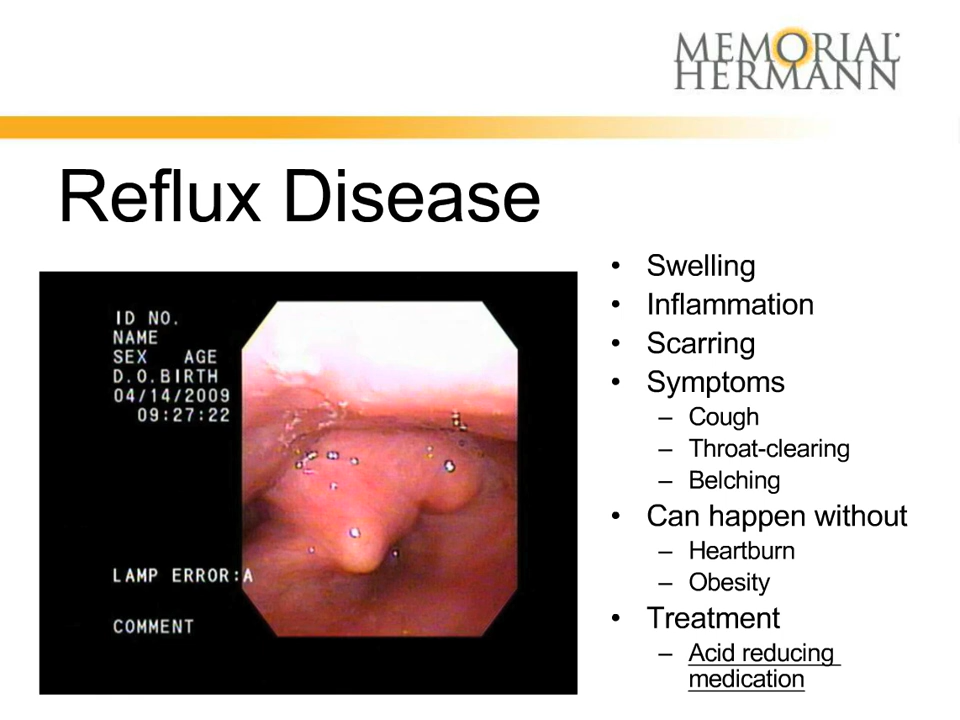 MEMORIAL
HERMANN
Reflux Disease
ID NO.
NAME
SEX AGE
D.O.BIRTH
04/14/2009
09:27:22
LAMP ERROR:A
COMMENT
• Swelling
• Inflammation
• Scarring
• Symptoms
– Cough
– Throat-clearing
– Belching
• Can happen without
– Heartburn
– Obesity
• Treatment
– Acid reducing
medication